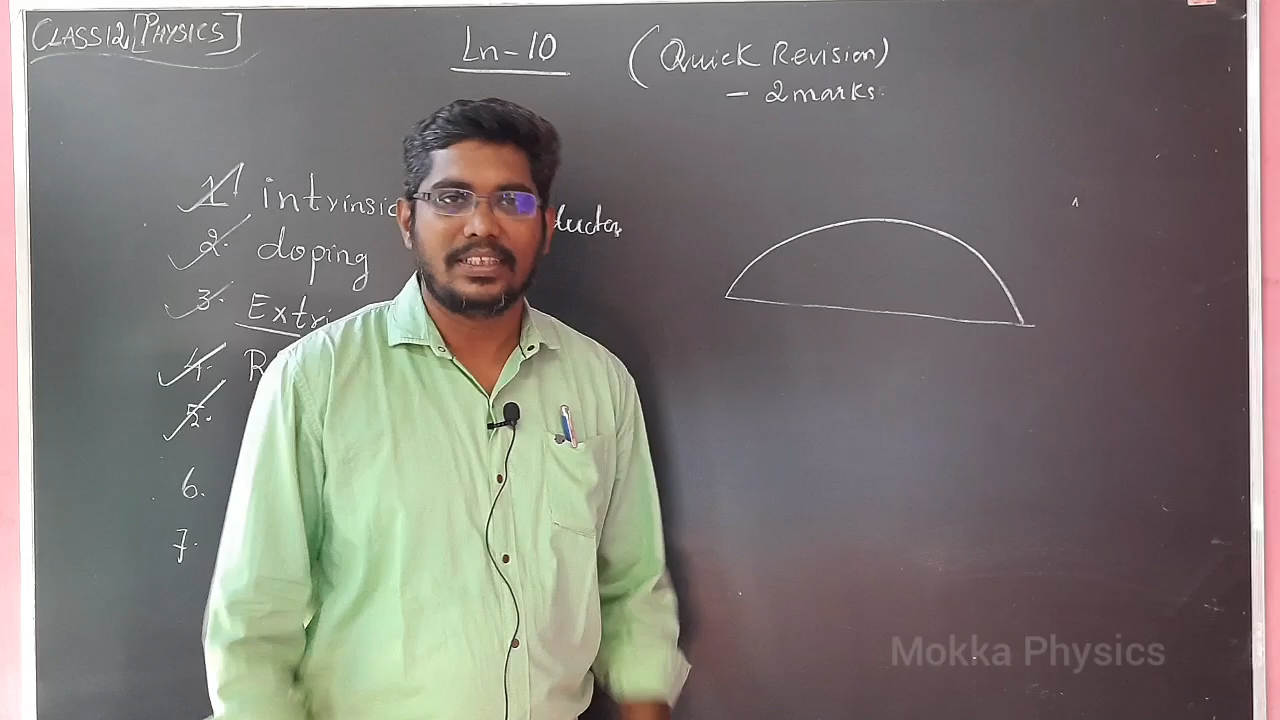 CLASS12 [PHYSICS]
Ln-10
(Quick Revision)
- 2marks
1. intrinsic
2. doping
3. Extri
4. R
5.
6.
7.
Mokka Physics